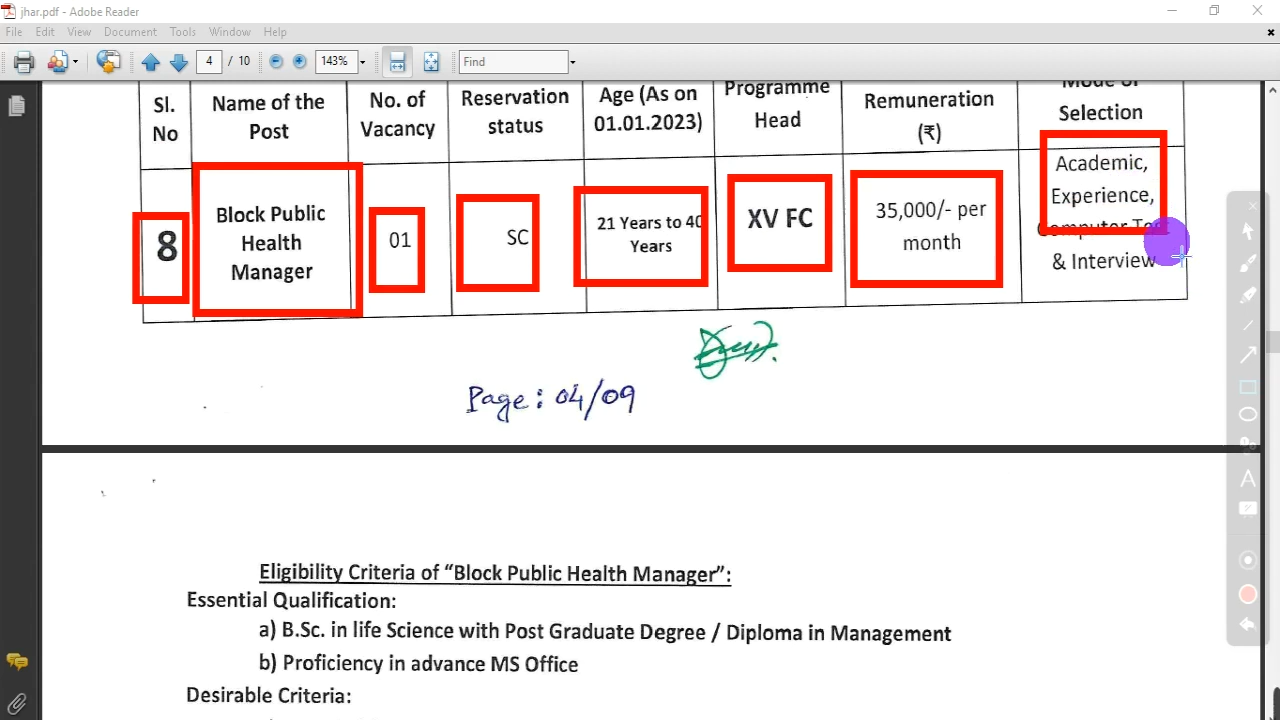 jhar.pdf - Adobe Reader
File Edit View Document Tools Window Help
4 / 10 143% Find
Sl. No
Name of the Post
No. of Vacancy
Reservation status
Age (As on 01.01.2023)
Programme Head
Remuneration (₹)
Mode of Selection
8
Block Public Health Manager
01
SC
21 Years to 40 Years
XV FC
35,000/- per month
Academic, Experience, Computer Test & Interview
Page: 04/09
Eligibility Criteria of “Block Public Health Manager”:
Essential Qualification:
a) B.Sc. in life Science with Post Graduate Degree / Diploma in Management
b) Proficiency in advance MS Office
Desirable Criteria: